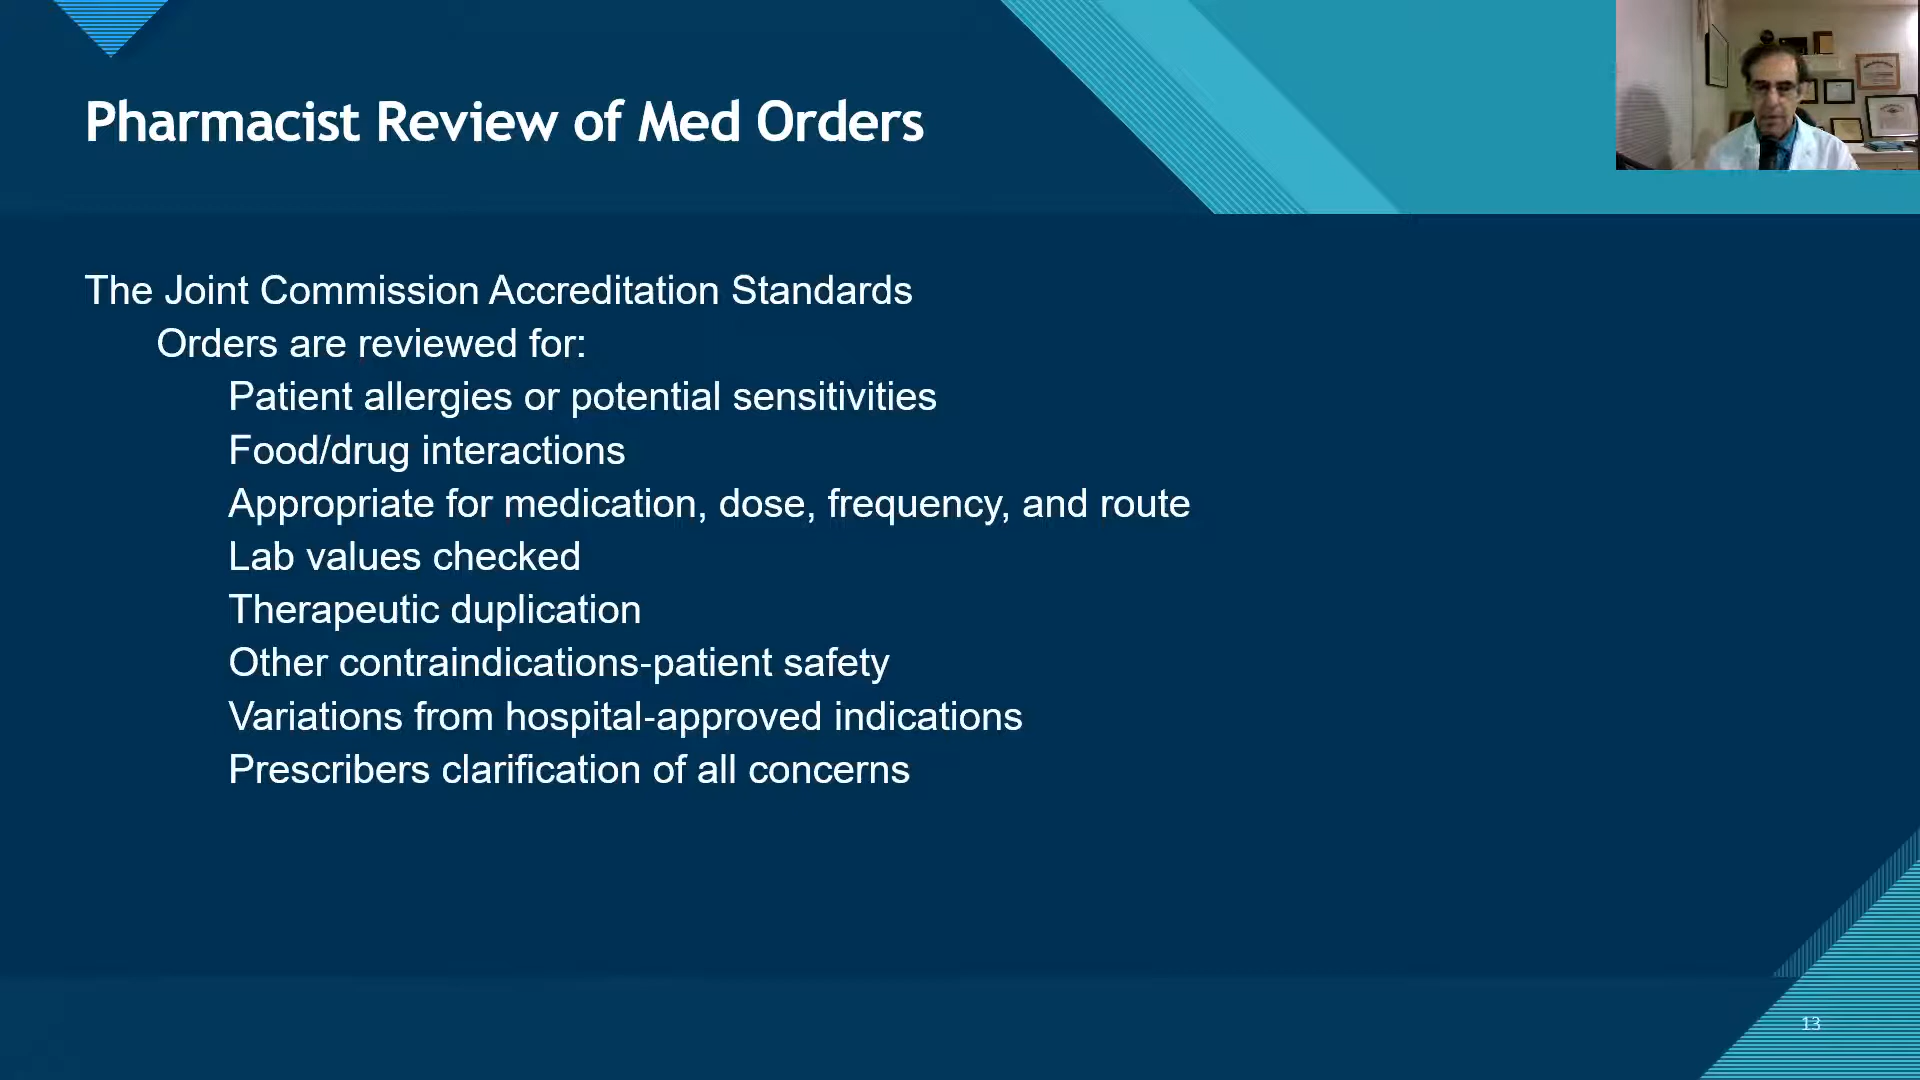 Pharmacist Review of Med Orders
The Joint Commission Accreditation Standards
Orders are reviewed for:
Patient allergies or potential sensitivities
Food/drug interactions
Appropriate for medication, dose, frequency, and route
Lab values checked
Therapeutic duplication
Other contraindications-patient safety
Variations from hospital-approved indications
Prescribers clarification of all concerns
13